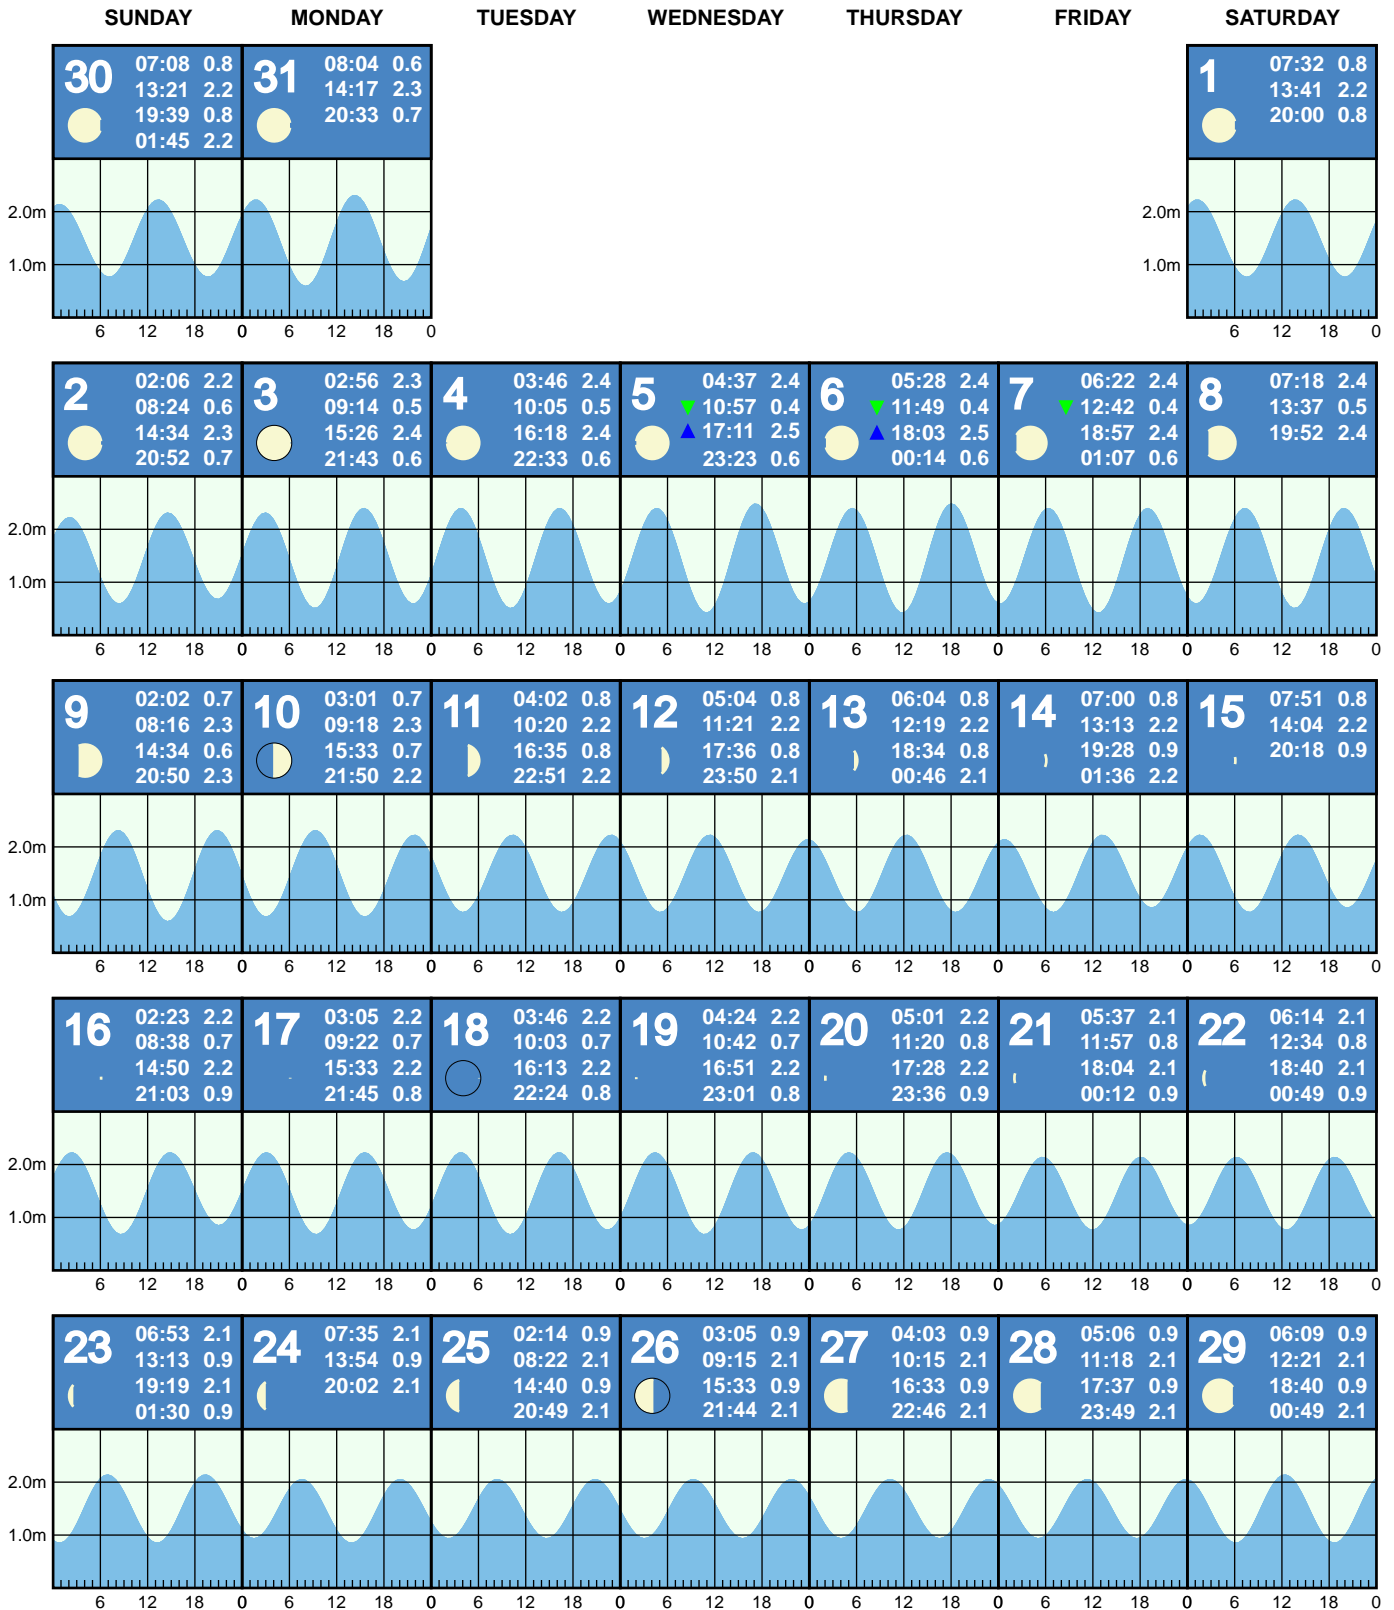 SUNDAY MONDAY TUESDAY WEDNESDAY THURSDAY FRIDAY SATURDAY
30 07:08 0.8
13:21 2.2
19:39 0.8
01:45 2.2
31 08:04 0.6
14:17 2.3
20:33 0.7
1 07:32 0.8
13:41 2.2
20:00 0.8
2.0m 2.0m
1.0m 1.0m
6 12 18 0 6 12 18 0 6 12 18 0
2 02:06 2.2
08:24 0.6
14:34 2.3
20:52 0.7
3 02:56 2.3
09:14 0.5
15:26 2.4
21:43 0.6
4 03:46 2.4
10:05 0.5
16:18 2.4
22:33 0.6
5 04:37 2.4
10:57 0.4
17:11 2.5
23:23 0.6
6 05:28 2.4
11:49 0.4
18:03 2.5
00:14 0.6
7 06:22 2.4
12:42 0.4
18:57 2.4
01:07 0.6
8 07:18 2.4
13:37 0.5
19:52 2.4
2.0m
1.0m
6 12 18 0 6 12 18 0 6 12 18 0 6 12 18 0 6 12 18 0 6 12 18 0 6 12 18 0
9 02:02 0.7
08:16 2.3
14:34 0.6
20:50 2.3
10 03:01 0.7
09:18 2.3
15:33 0.7
21:50 2.2
11 04:02 0.8
10:20 2.2
16:35 0.8
22:51 2.2
12 05:04 0.8
11:21 2.2
17:36 0.8
23:50 2.1
13 06:04 0.8
12:19 2.2
18:34 0.8
00:46 2.1
14 07:00 0.8
13:13 2.2
19:28 0.9
01:36 2.2
15 07:51 0.8
14:04 2.2
20:18 0.9
2.0m
1.0m
6 12 18 0 6 12 18 0 6 12 18 0 6 12 18 0 6 12 18 0 6 12 18 0 6 12 18 0
16 02:23 2.2
08:38 0.7
14:50 2.2
21:03 0.9
17 03:05 2.2
09:22 0.7
15:33 2.2
21:45 0.8
18 03:46 2.2
10:03 0.7
16:13 2.2
22:24 0.8
19 04:24 2.2
10:42 0.7
16:51 2.2
23:01 0.8
20 05:01 2.2
11:20 0.8
17:28 2.2
23:36 0.9
21 05:37 2.1
11:57 0.8
18:04 2.1
00:12 0.9
22 06:14 2.1
12:34 0.8
18:40 2.1
00:49 0.9
2.0m
1.0m
6 12 18 0 6 12 18 0 6 12 18 0 6 12 18 0 6 12 18 0 6 12 18 0 6 12 18 0
23 06:53 2.1
13:13 0.9
19:19 2.1
01:30 0.9
24 07:35 2.1
13:54 0.9
20:02 2.1
25 02:14 0.9
08:22 2.1
14:40 0.9
20:49 2.1
26 03:05 0.9
09:15 2.1
15:33 0.9
21:44 2.1
27 04:03 0.9
10:15 2.1
16:33 0.9
22:46 2.1
28 05:06 0.9
11:18 2.1
17:37 0.9
23:49 2.1
29 06:09 0.9
12:21 2.1
18:40 0.9
00:49 2.1
2.0m
1.0m
6 12 18 0 6 12 18 0 6 12 18 0 6 12 18 0 6 12 18 0 6 12 18 0 6 12 18 0